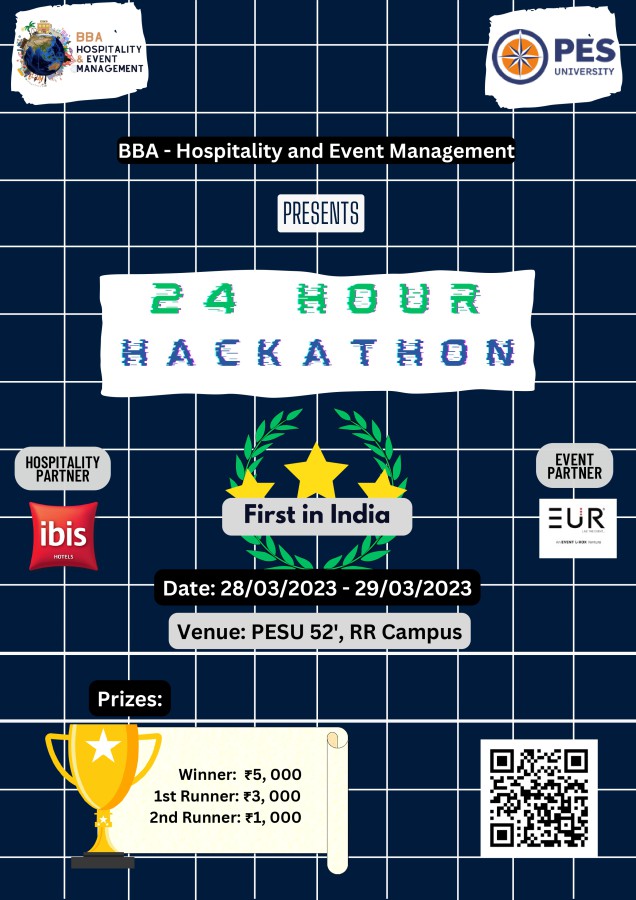 BBA
HOSPITALITY
& EVENT
MANAGEMENT
PES
UNIVERSITY
BBA - Hospitality and Event Management
PRESENTS
24 HOUR
HACKATHON
HOSPITALITY
PARTNER
ibis
HOTELS
EVENT
PARTNER
EUR
First in India
Date: 28/03/2023 - 29/03/2023
Venue: PESU 52', RR Campus
Prizes:
Winner: ₹5, 000
1st Runner: ₹3, 000
2nd Runner: ₹1, 000